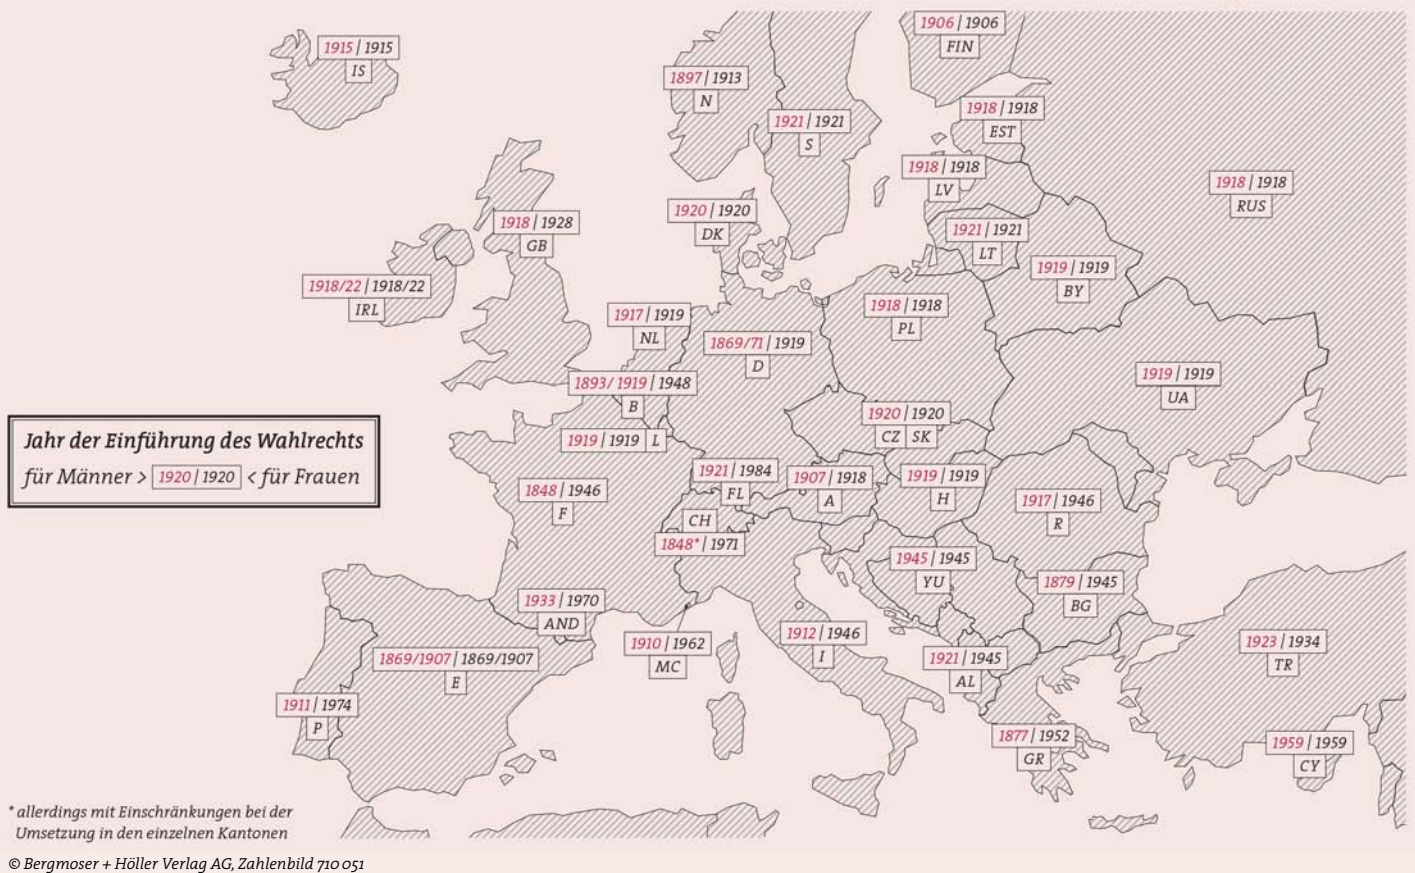 1906 | 1906
FIN
1915 | 1915
IS
1897 | 1913
N
1918 | 1918
EST
1921 | 1921
S
1918 | 1918
LV
1918 | 1918
RUS
1920 | 1920
DK
1918 | 1928
GB
1921 | 1921
LT
1919 | 1919
BY
1918/22 | 1918/22
IRL
1918 | 1918
PL
1917 | 1919
NL
1869/71 | 1919
D
1919 | 1919
UA
1893/ 1919 | 1948
B
1920 | 1920
CZ SK
1919 | 1919 L
Jahr der Einführung des Wahlrechts
für Männer > 1920 | 1920 < für Frauen
1921 | 1984
FL
1907 | 1918
A
1919 | 1919
H
1848 | 1946
F
1917 | 1946
R
CH
1848* | 1971
1945 | 1945
YU
1879 | 1945
BG
1933 | 1970
AND
1910 | 1962
MC
1912 | 1946
I
1923 | 1934
TR
1869/1907 | 1869/1907
E
1921 | 1945
AL
1911 | 1974
P
1877 | 1952
GR
1959 | 1959
CY
* allerdings mit Einschränkungen bei der
Umsetzung in den einzelnen Kantonen
© Bergmoser + Höller Verlag AG, Zahlenbild 710 051